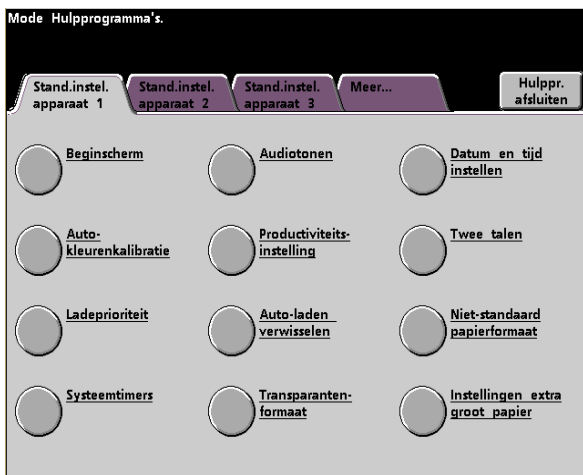 Mode Hulpprogramma's.
Stand.instel.
apparaat 1
Stand.instel.
apparaat 2
Stand.instel.
apparaat 3
Meer...
Hulppr.
afsluiten
Beginscherm
Audiotonen
Datum en tijd
instellen
Auto-
kleurenkalibratie
Productiviteits-
instelling
Twee talen
Ladeprioriteit
Auto-laden
verwisselen
Niet-standaard
papierformaat
Systeemtimers
Transparanten-
formaat
Instellingen extra
groot papier